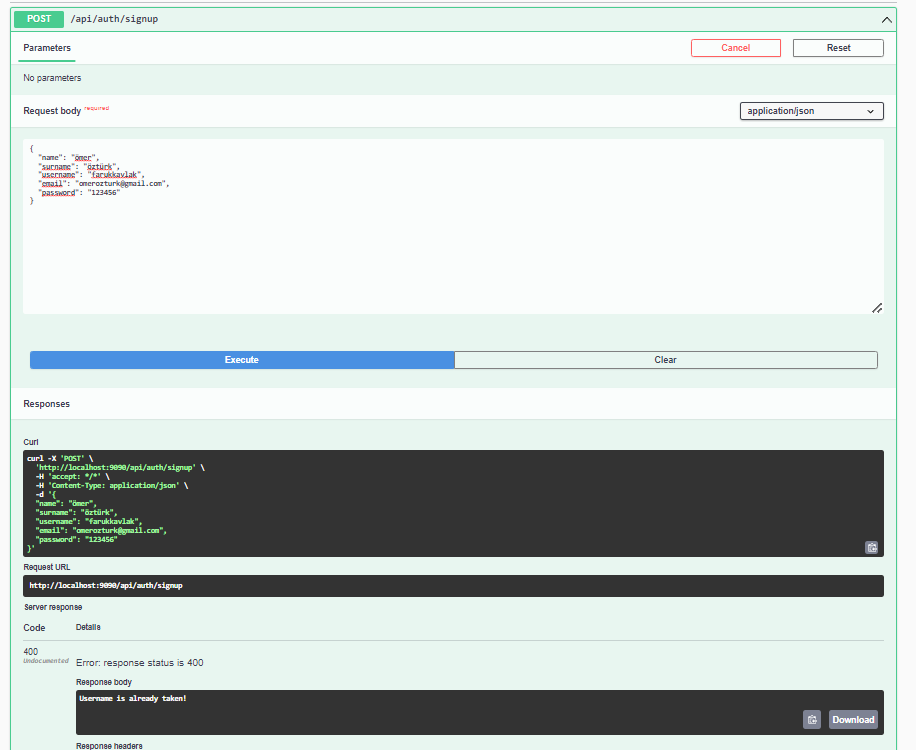 POST /api/auth/signup
Parameters
Cancel
Reset
No parameters
Request body required
application/json
{
"name": "ömer",
"surname": "öztürk",
"username": "farukkavlak",
"email": "omerozturk@gmail.com",
"password": "123456"
}
Execute
Clear
Responses
Curl
curl -X 'POST' \
'http://localhost:9090/api/auth/signup' \
-H 'accept: */*' \
-H 'Content-Type: application/json' \
-d '{
"name": "ömer",
"surname": "öztürk",
"username": "farukkavlak",
"email": "omerozturk@gmail.com",
"password": "123456"
}'
Request URL
http://localhost:9090/api/auth/signup
Server response
Code Details
400
Undocumented
Error: response status is 400
Response body
Username is already taken!
Download
Response headers